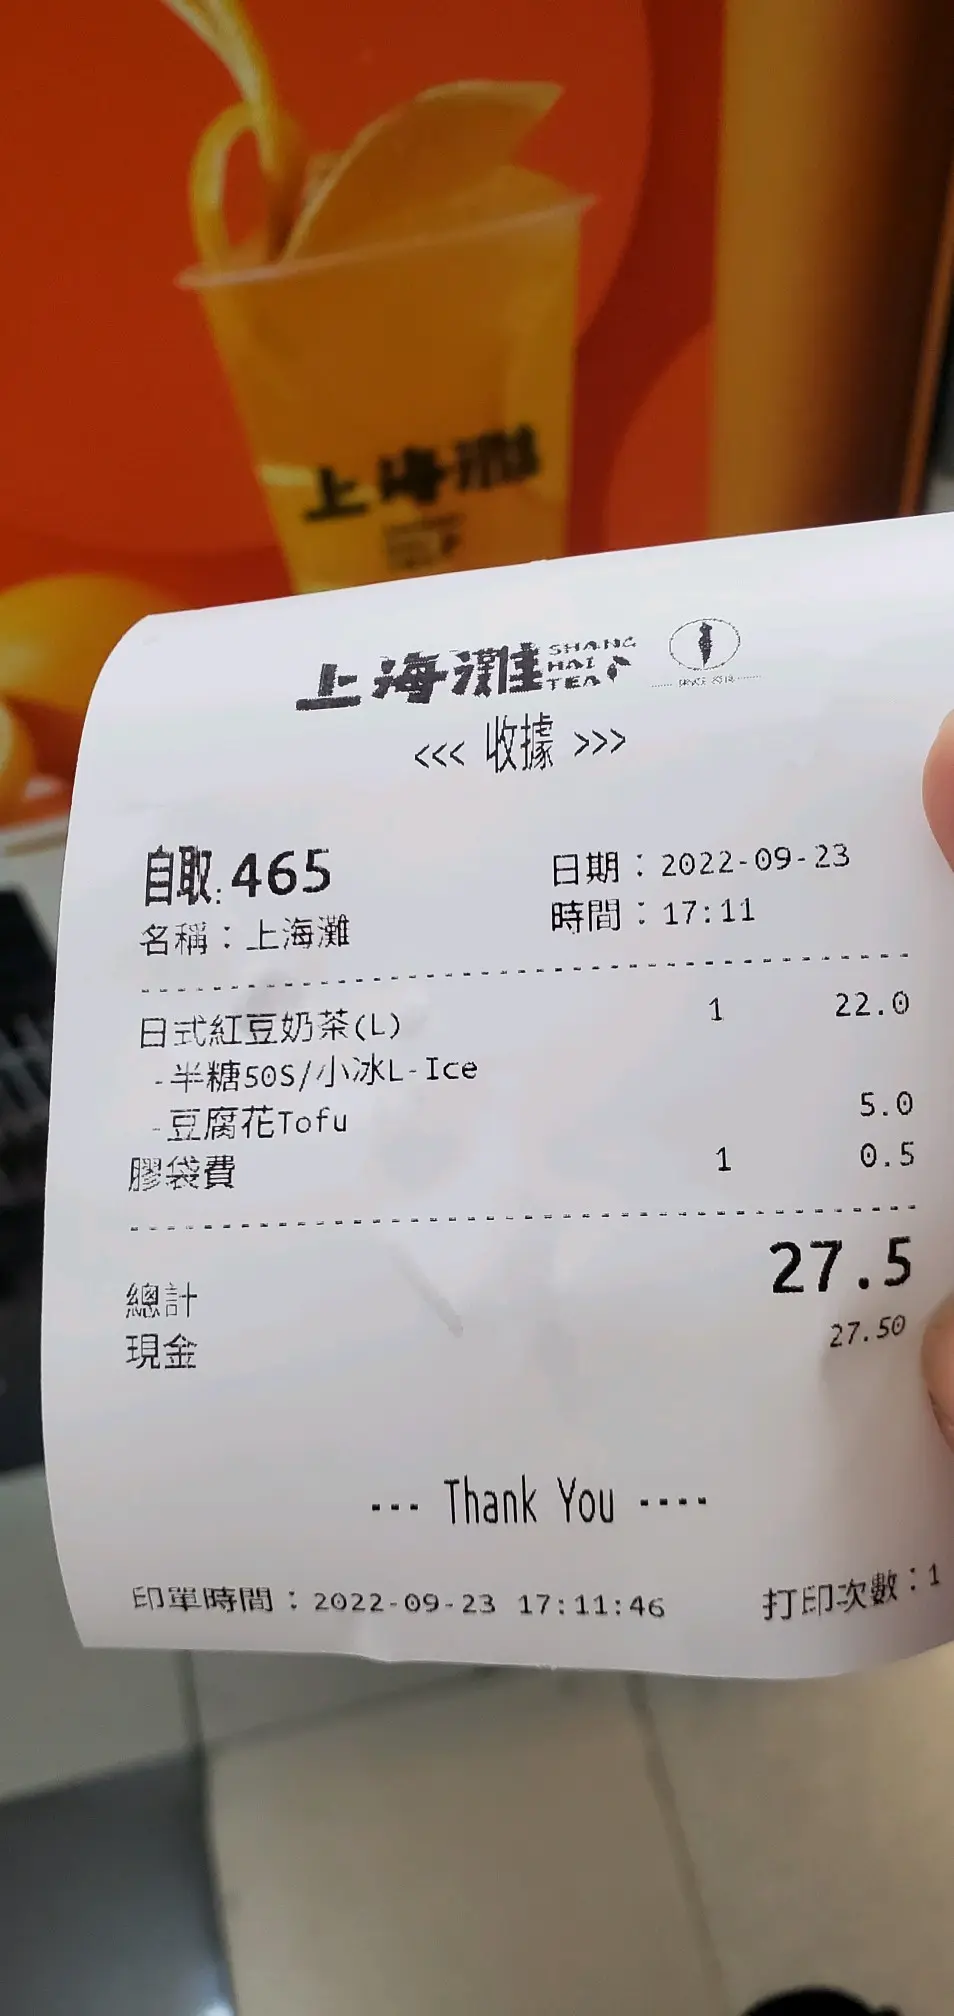 上海灘
上海灘 SHANG HAI TEA
<<< 收據 >>>
自取: 465
日期：2022-09-23
名稱：上海灘
時間：17:11
日式紅豆奶茶(L) 1 22.0
-半糖50S/小冰L-Ice
-豆腐花Tofu 5.0
膠袋費 1 0.5
總計 27.5
現金 27.50
--- Thank You ----
印單時間：2022-09-23 17:11:46 打印次數：1